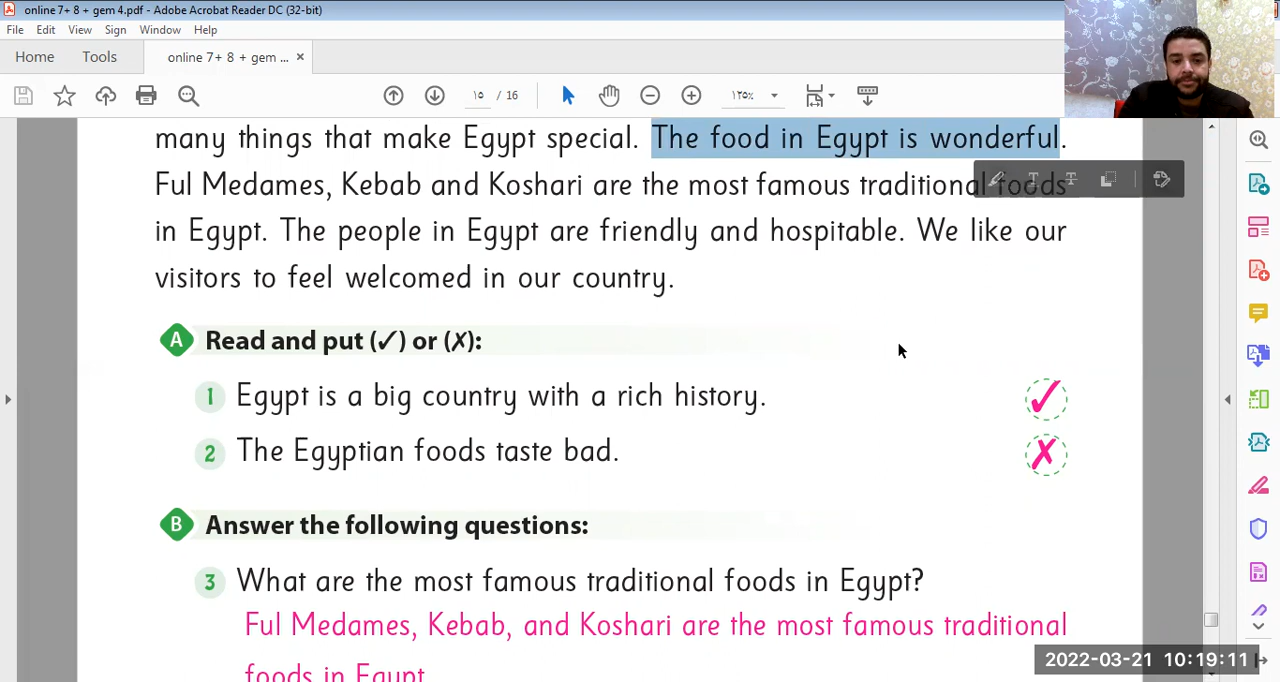 online 7+ 8 + gem 4.pdf - Adobe Acrobat Reader DC (32-bit)
File Edit View Sign Window Help
Home Tools online 7+ 8 + gem ... ×
١٥ / 16 ١٢٥%
many things that make Egypt special. The food in Egypt is wonderful.
Ful Medames, Kebab and Koshari are the most famous traditional foods
in Egypt. The people in Egypt are friendly and hospitable. We like our
visitors to feel welcomed in our country.
A Read and put (✓) or (✗):
1 Egypt is a big country with a rich history. ✓
2 The Egyptian foods taste bad. ✗
B Answer the following questions:
3 What are the most famous traditional foods in Egypt?
Ful Medames, Kebab, and Koshari are the most famous traditional
foods in Egypt
2022-03-21 10:19:11